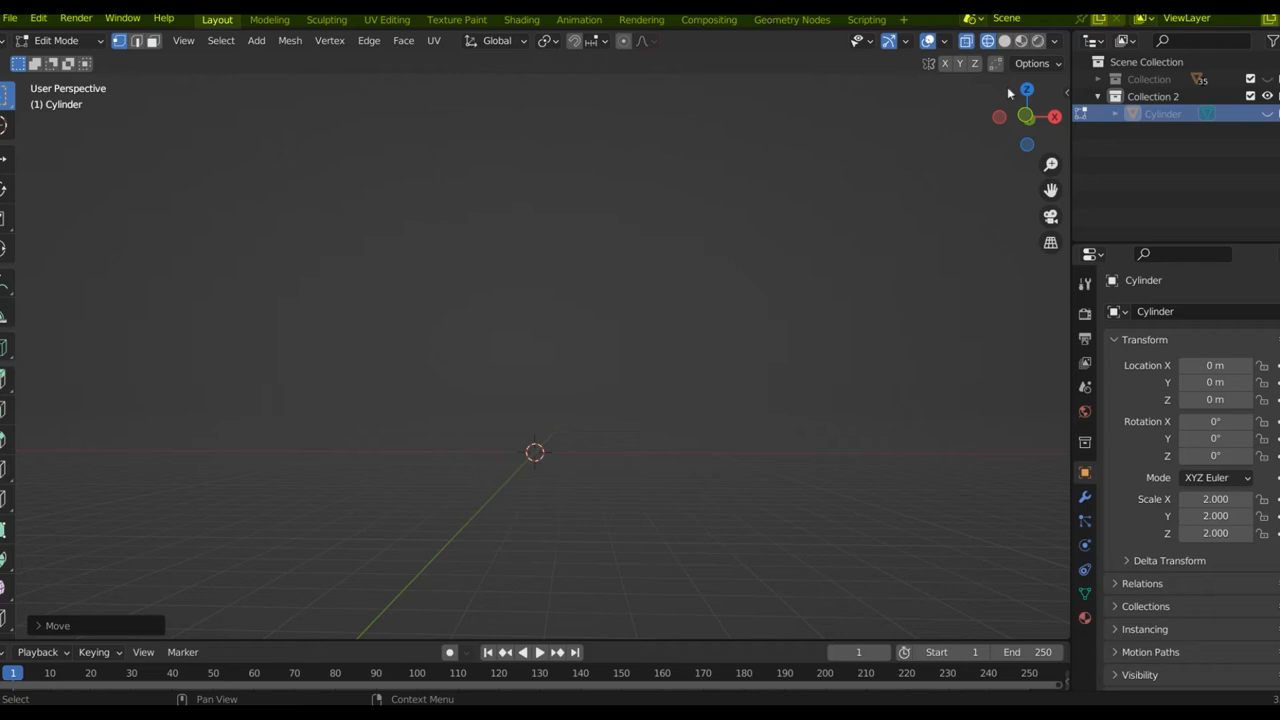 File Edit Render Window Help Layout Modeling Sculpting UV Editing Texture Paint Shading Animation Rendering Compositing Geometry Nodes Scripting + Scene ViewLayer
Edit Mode View Select Add Mesh Vertex Edge Face UV Global
X Y Z Options
User Perspective
(1) Cylinder
Z
X
Move
Scene Collection
Collection 35
Collection 2
Cylinder
Cylinder
Cylinder
Transform
Location X 0 m
Y 0 m
Z 0 m
Rotation X 0°
Y 0°
Z 0°
Mode XYZ Euler
Scale X 2.000
Y 2.000
Z 2.000
Delta Transform
Relations
Collections
Instancing
Motion Paths
Visibility
Playback Keying View Marker 1 Start 1 End 250
1 10 20 30 40 50 60 70 80 90 100 110 120 130 140 150 160 170 180 190 200 210 220 230 240 250
Select Pan View Context Menu 3